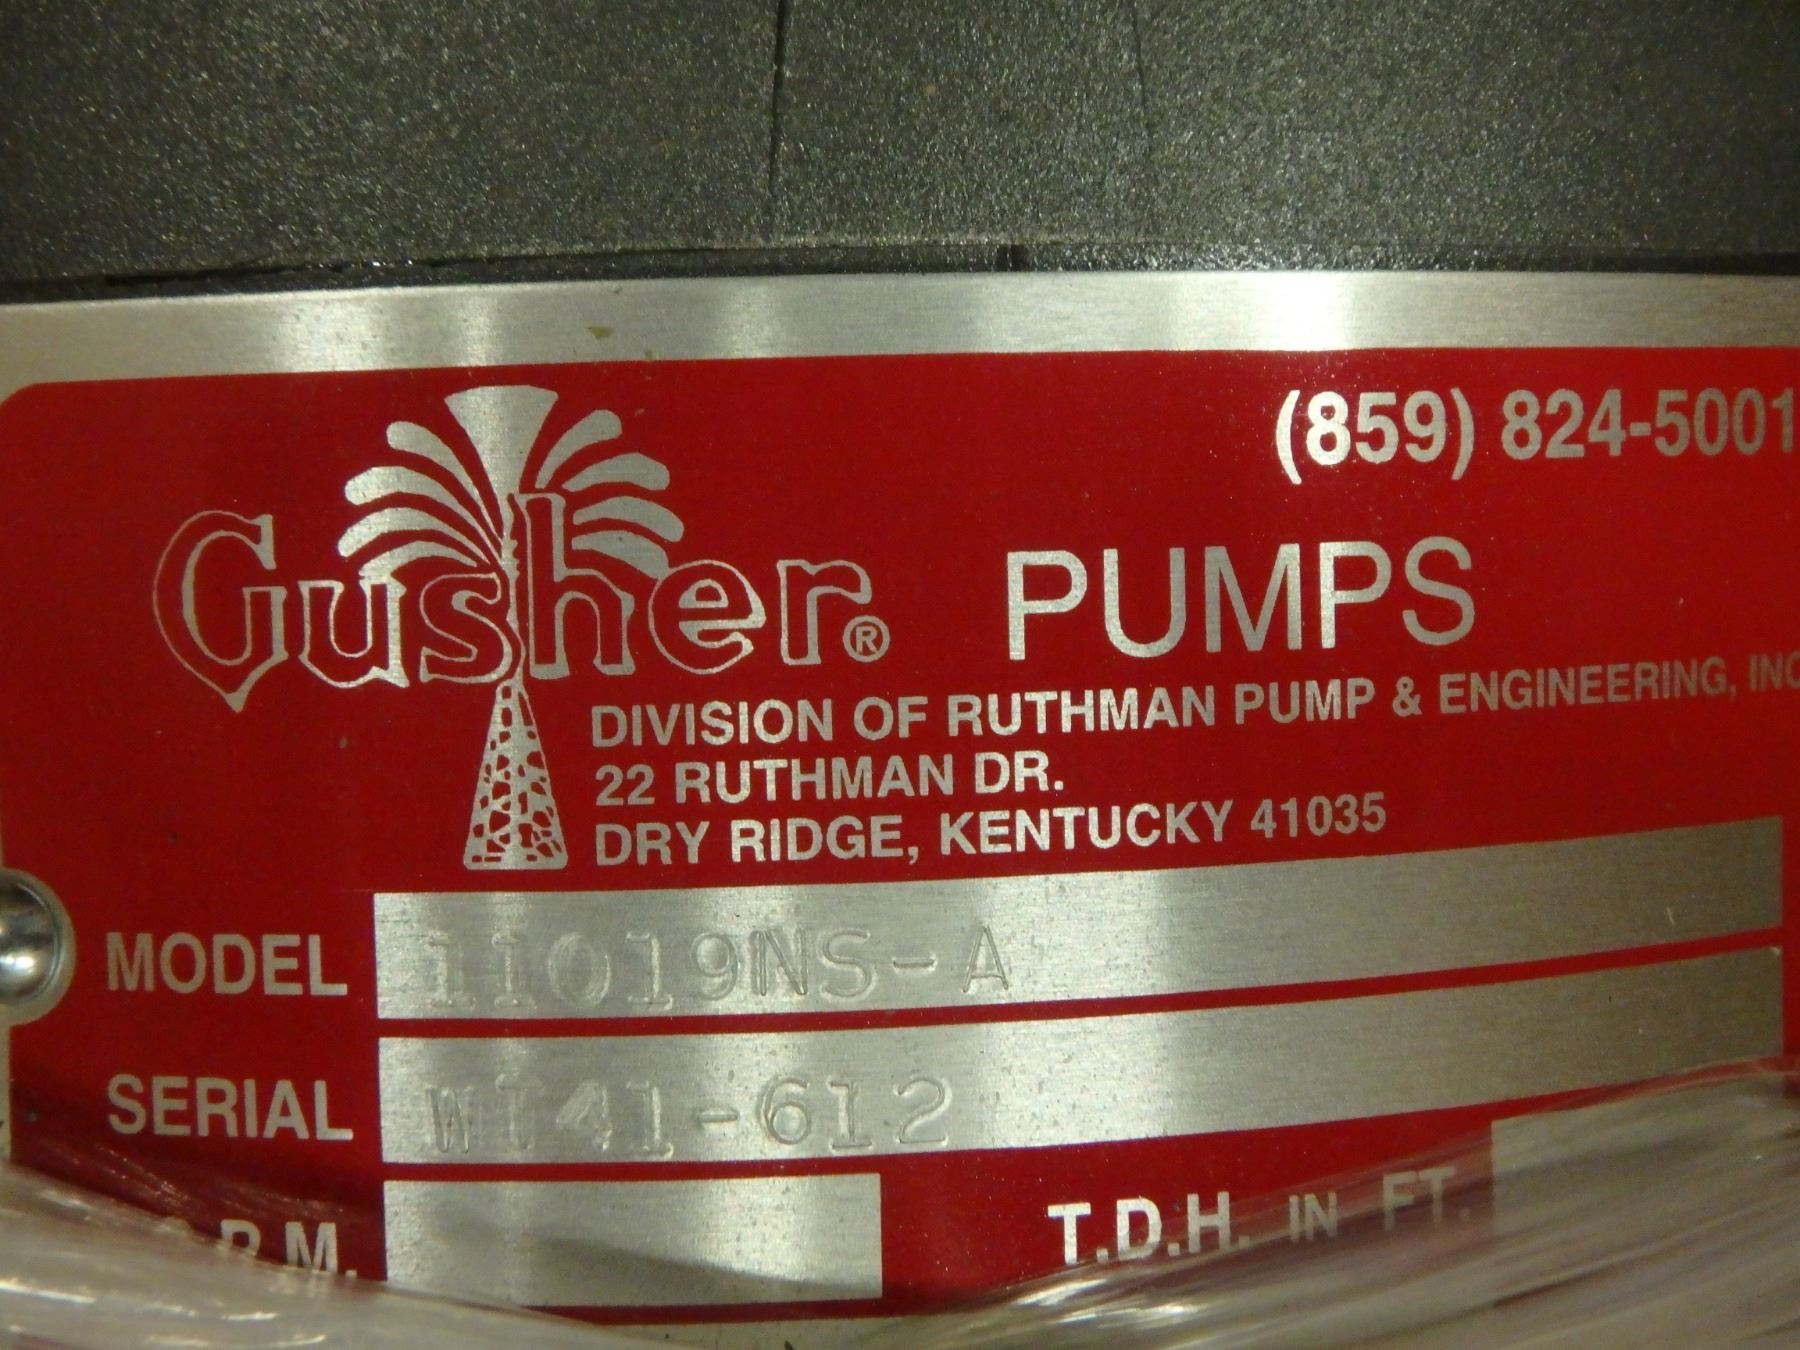 (859) 824-5001
Gusher® PUMPS
DIVISION OF RUTHMAN PUMP & ENGINEERING, INC
22 RUTHMAN DR.
DRY RIDGE, KENTUCKY 41035
MODEL 11019NS-A
SERIAL WT41-612
T.D.H. IN FT.